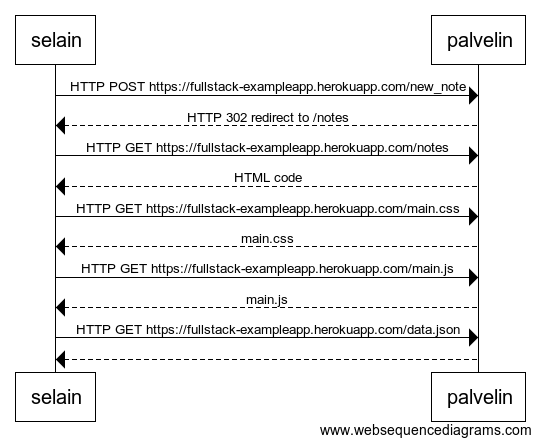 selain palvelin
HTTP POST https://fullstack-exampleapp.herokuapp.com/new_note
HTTP 302 redirect to /notes
HTTP GET https://fullstack-exampleapp.herokuapp.com/notes
HTML code
HTTP GET https://fullstack-exampleapp.herokuapp.com/main.css
main.css
HTTP GET https://fullstack-exampleapp.herokuapp.com/main.js
main.js
HTTP GET https://fullstack-exampleapp.herokuapp.com/data.json
selain palvelin
www.websequencediagrams.com